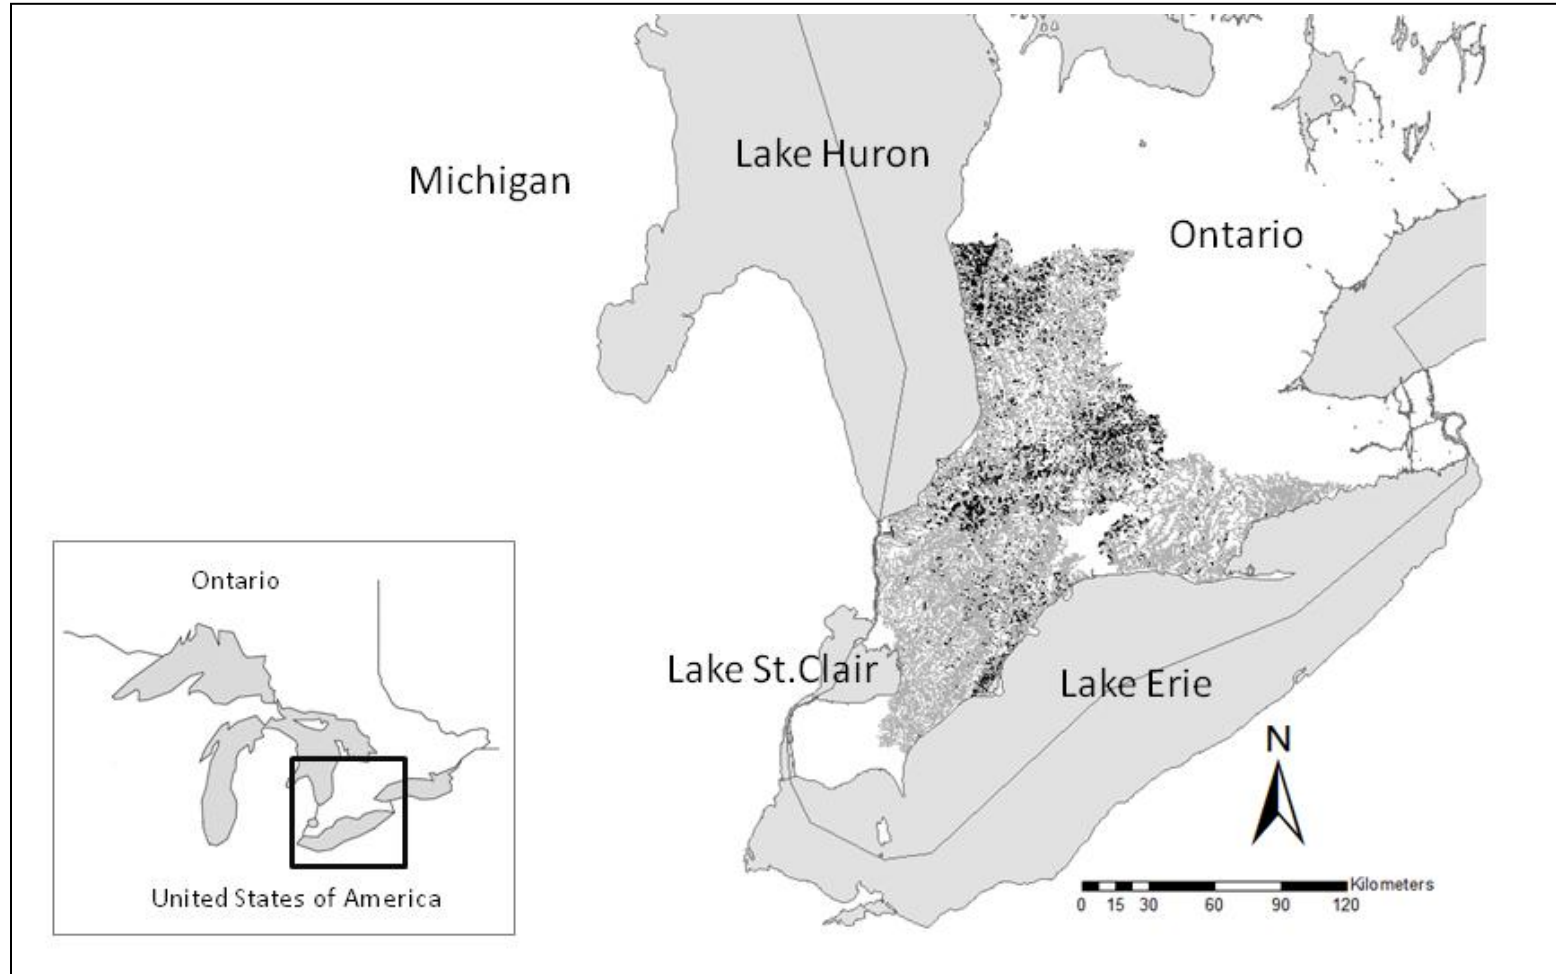 Lake Huron
Michigan
Ontario
Lake St.Clair
Lake Erie
N
Kilometers
0 15 30 60 90 120
Ontario
United States of America